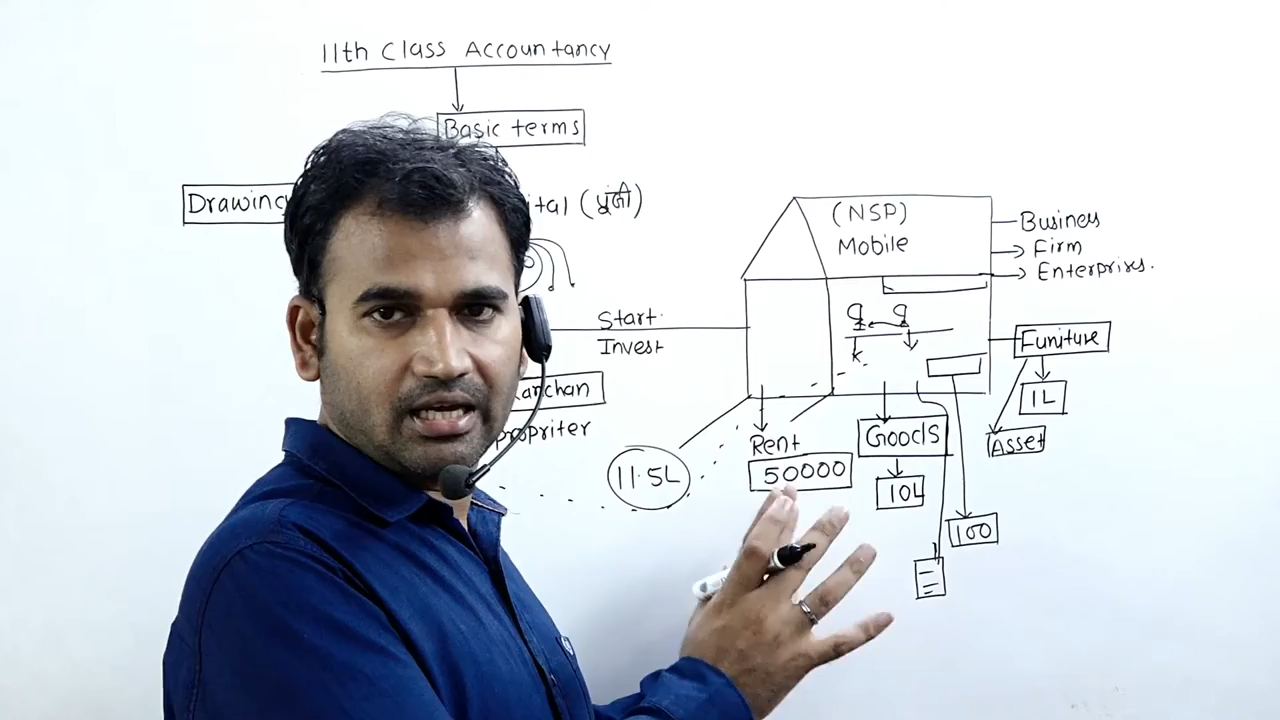 11th Class Accountancy
Basic terms
Drawing
ital (पूंजी)
(NSP)
Mobile
Business
Firm
Enterprises.
Start
Invest
Funiture
1L
Asset
anchan
propriter
11.5L
Rent
50000
Goods
10L
100
k